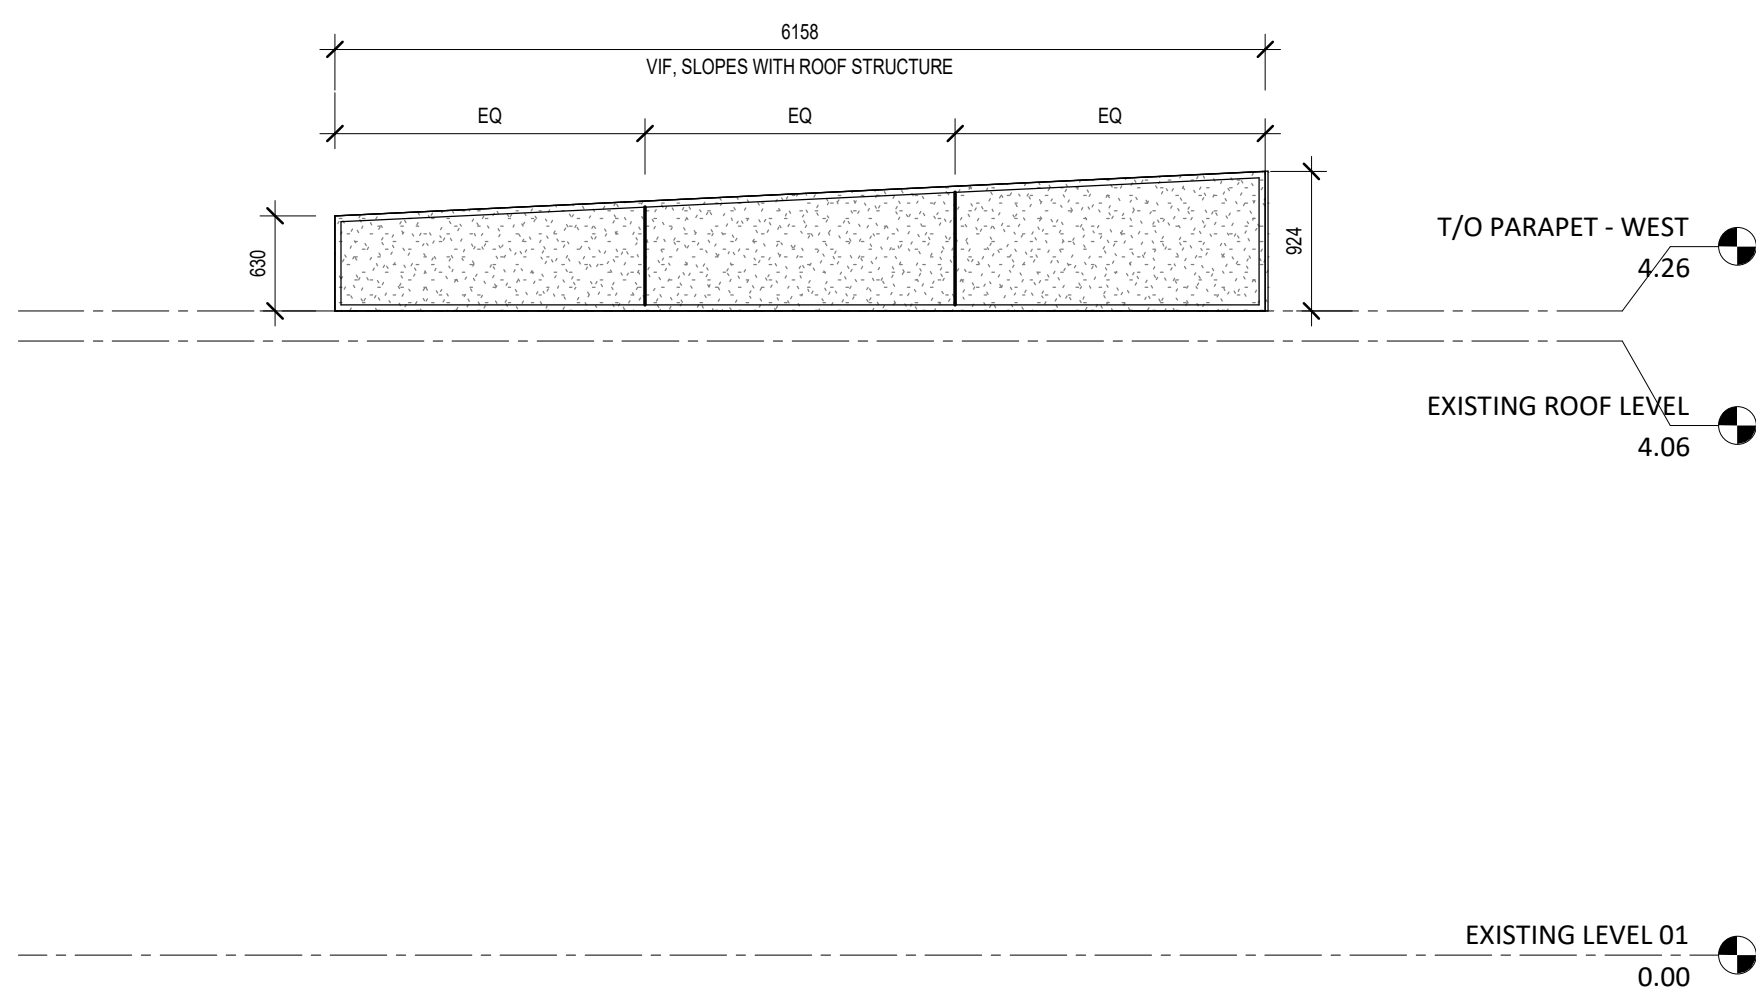 6158
VIF, SLOPES WITH ROOF STRUCTURE
EQ EQ EQ
630
924
T/O PARAPET - WEST
4.26
EXISTING ROOF LEVEL
4.06
EXISTING LEVEL 01
0.00